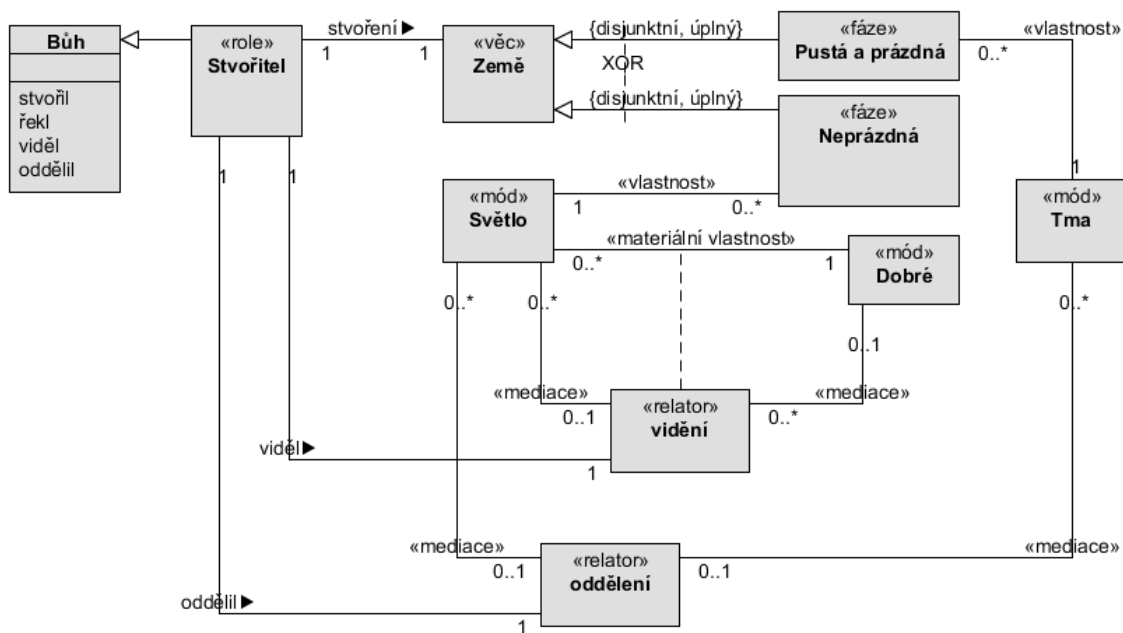 Bůh
stvořil
řekl
viděl
oddělil
«role»
Stvořitel
stvoření
1
1
«věc»
Země
{disjunktní, úplný}
XOR
{disjunktní, úplný}
«fáze»
Pustá a prázdná
«vlastnost»
0..*
«fáze»
Neprázdná
1
1
1
«mód»
Světlo
«vlastnost»
1
0..*
«mód»
Tma
«materiální vlastnost»
0..*
1
«mód»
Dobré
0..*
0..*
0..*
0..1
«mediace»
0..1
«relator»
vidění
«mediace»
0..*
viděl
1
«mediace»
0..1
«relator»
oddělení
0..1
«mediace»
oddělil
1